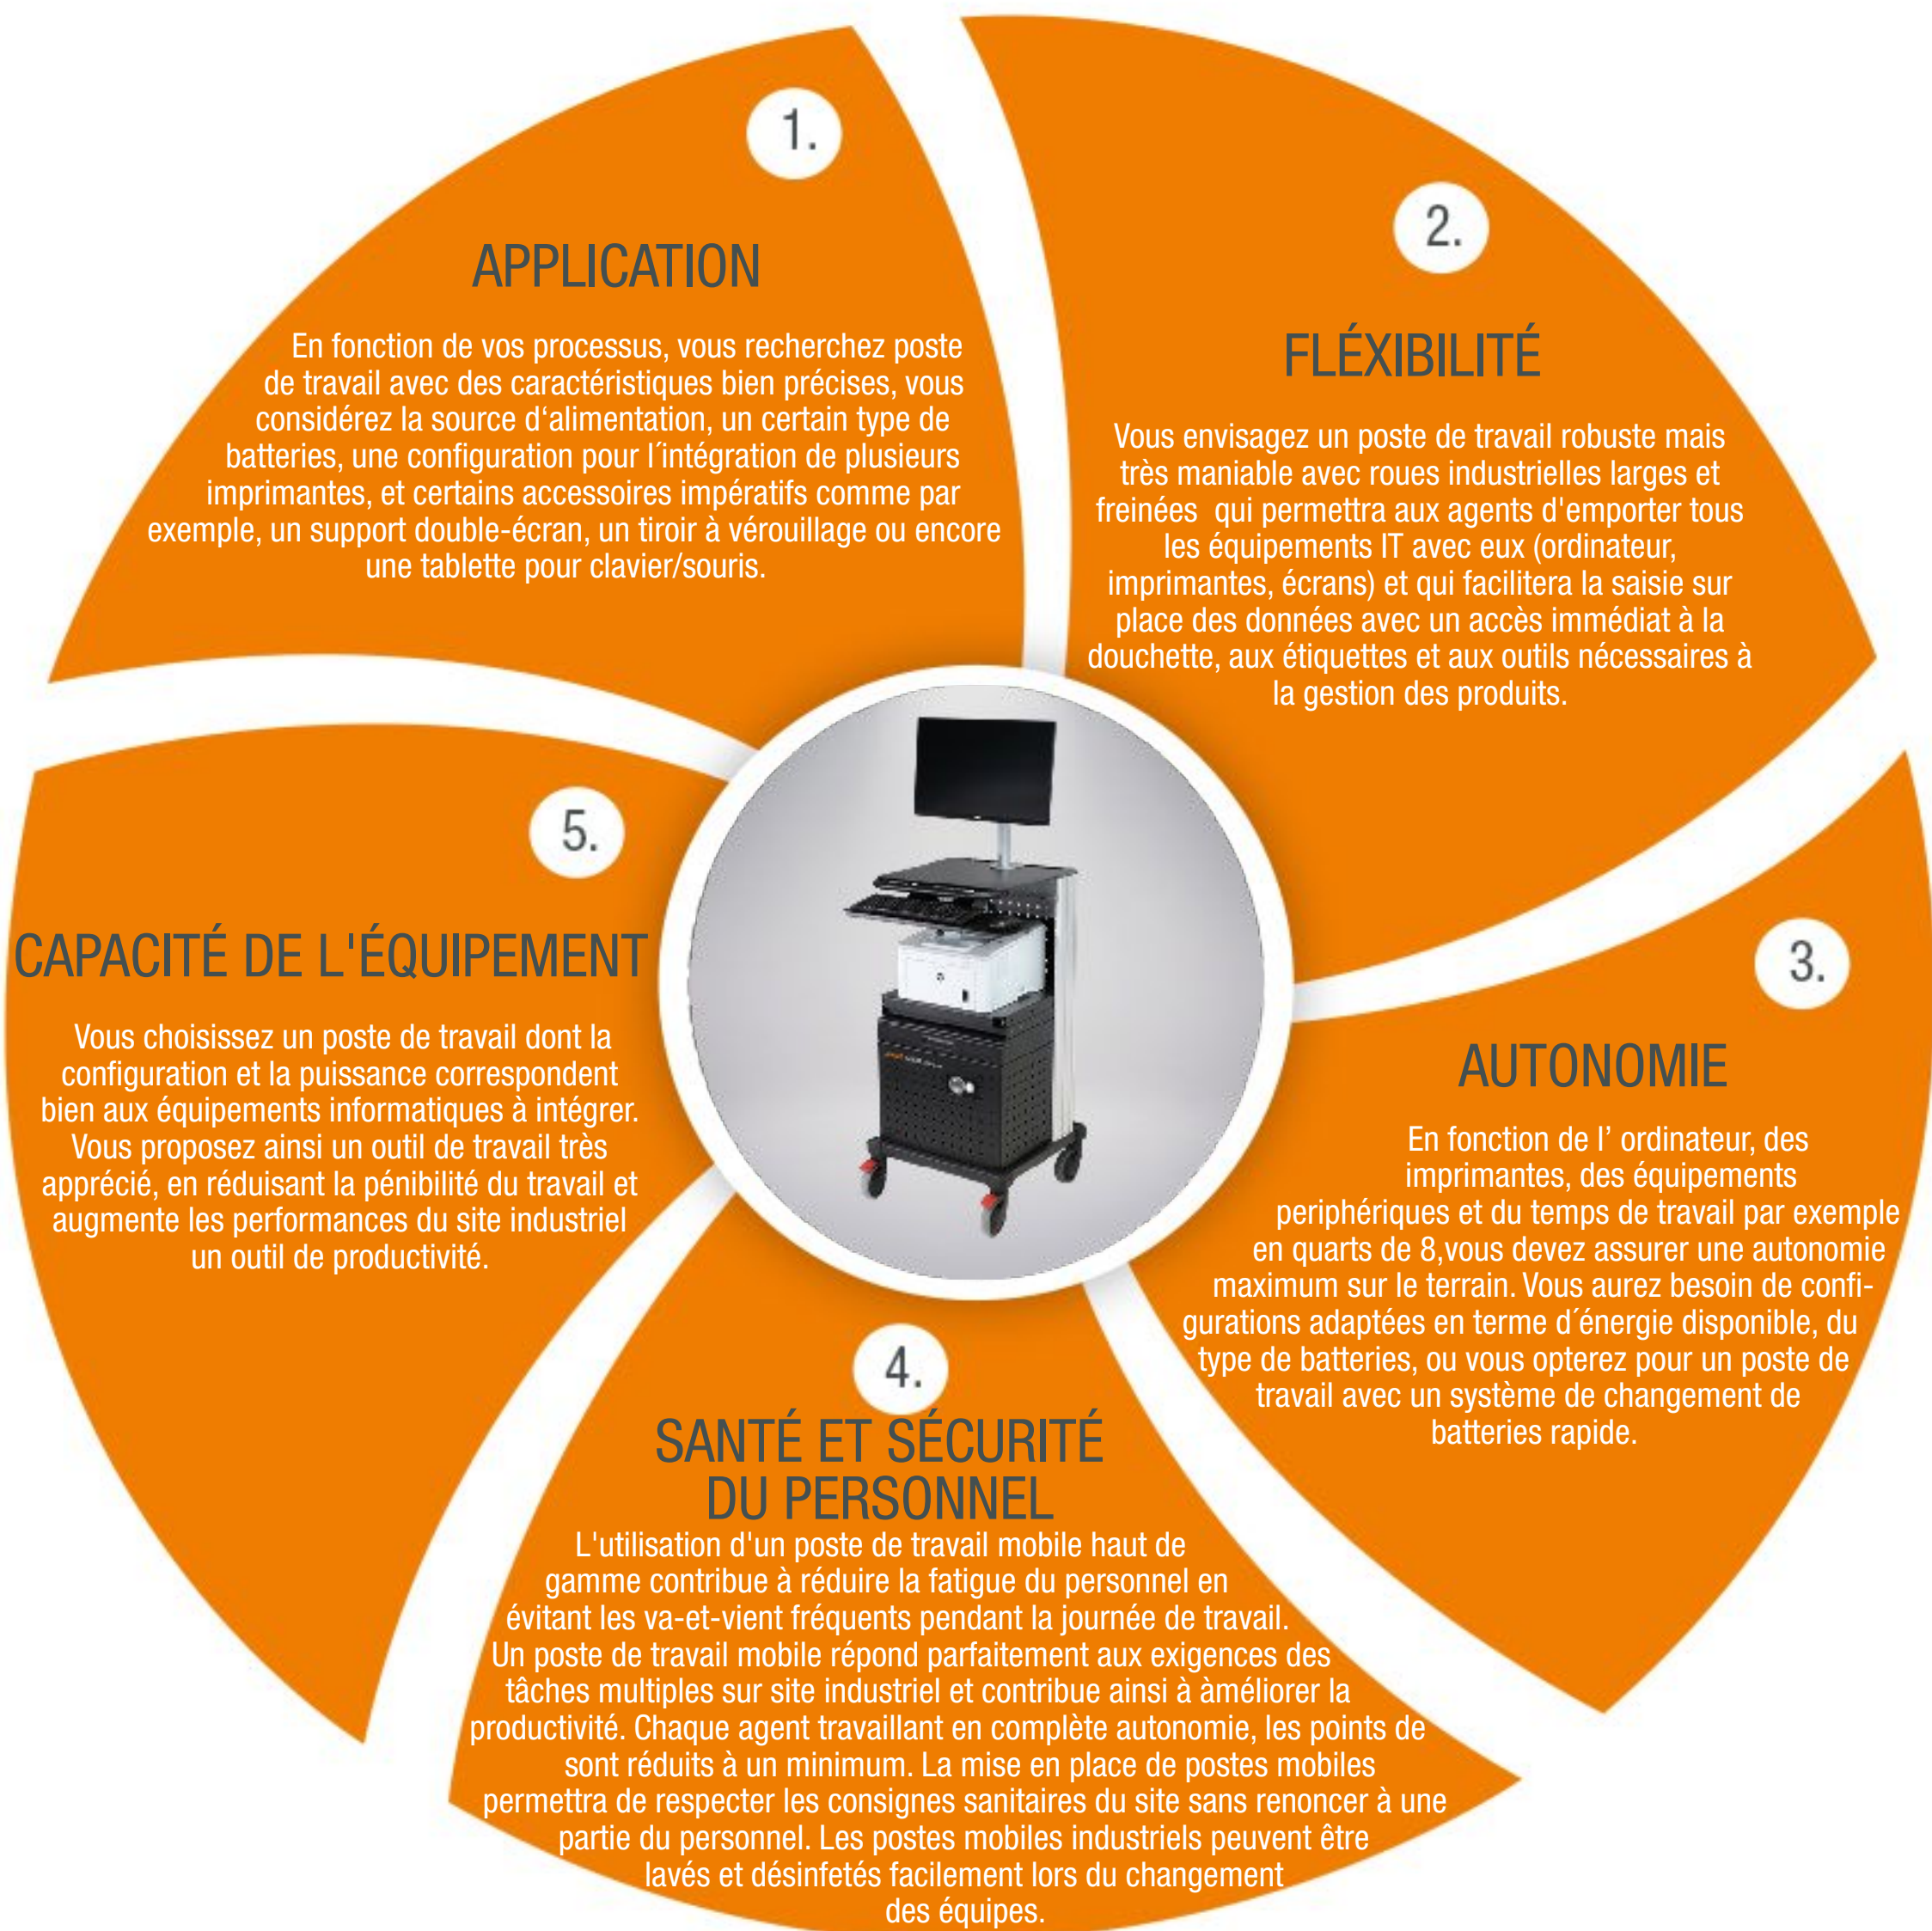 1.
APPLICATION
En fonction de vos processus, vous recherchez poste
de travail avec des caractéristiques bien précises, vous
considérez la source d‘alimentation, un certain type de
batteries, une configuration pour l´intégration de plusieurs
imprimantes, et certains accessoires impératifs comme par
exemple, un support double-écran, un tiroir à vérouillage ou encore
une tablette pour clavier/souris.
2.
FLÉXIBILITÉ
Vous envisagez un poste de travail robuste mais
très maniable avec roues industrielles larges et
freinées qui permettra aux agents d'emporter tous
les équipements IT avec eux (ordinateur,
imprimantes, écrans) et qui facilitera la saisie sur
place des données avec un accès immédiat à la
douchette, aux étiquettes et aux outils nécessaires à
la gestion des produits.
3.
AUTONOMIE
En fonction de l’ ordinateur, des
imprimantes, des équipements
periphériques et du temps de travail par exemple
en quarts de 8,vous devez assurer une autonomie
maximum sur le terrain. Vous aurez besoin de confi-
gurations adaptées en terme d´énergie disponible, du
type de batteries, ou vous opterez pour un poste de
travail avec un système de changement de
batteries rapide.
4.
SANTÉ ET SÉCURITÉ
DU PERSONNEL
L'utilisation d'un poste de travail mobile haut de
gamme contribue à réduire la fatigue du personnel en
évitant les va-et-vient fréquents pendant la journée de travail.
Un poste de travail mobile répond parfaitement aux exigences des
tâches multiples sur site industriel et contribue ainsi à àméliorer la
productivité. Chaque agent travaillant en complète autonomie, les points de
sont réduits à un minimum. La mise en place de postes mobiles
permettra de respecter les consignes sanitaires du site sans renoncer à une
partie du personnel. Les postes mobiles industriels peuvent être
lavés et désinfetés facilement lors du changement
des équipes.
5.
CAPACITÉ DE L'ÉQUIPEMENT
Vous choisissez un poste de travail dont la
configuration et la puissance correspondent
bien aux équipements informatiques à intégrer.
Vous proposez ainsi un outil de travail très
apprécié, en réduisant la pénibilité du travail et
augmente les performances du site industriel
un outil de productivité.